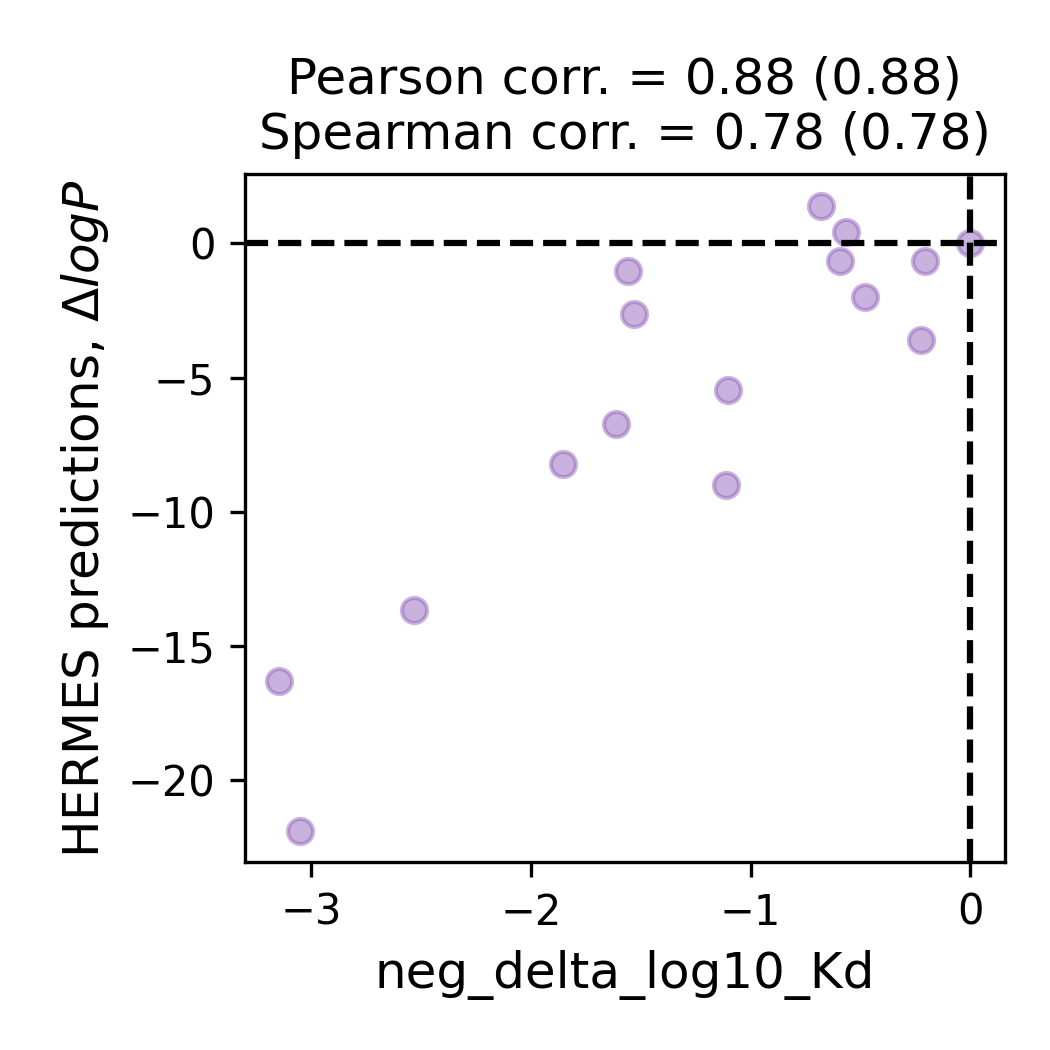 Pearson corr. = 0.88 (0.88)
Spearman corr. = 0.78 (0.78)
HERMES predictions, ΔlogP
0
−5
−10
−15
−20
−3
−2
−1
0
neg_delta_log10_Kd